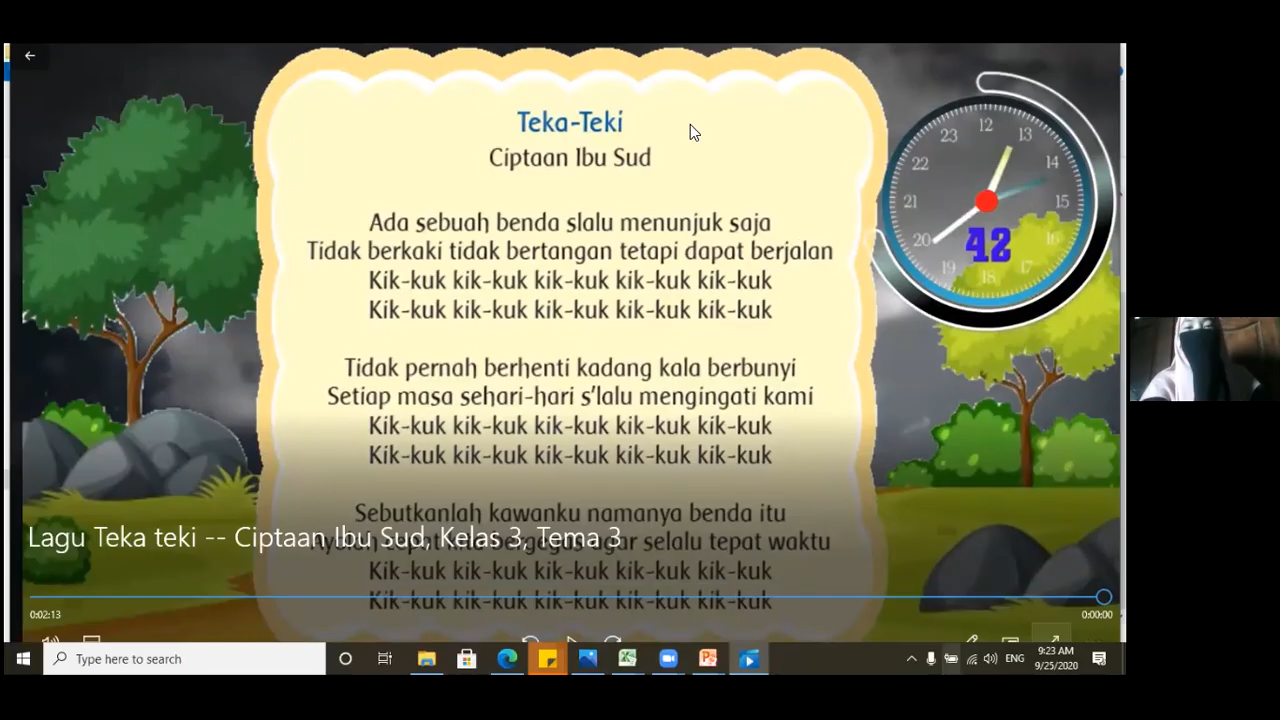 Teka-Teki
Ciptaan Ibu Sud
Ada sebuah benda slalu menunjuk saja
Tidak berkaki tidak bertangan tetapi dapat berjalan
Kik-kuk kik-kuk kik-kuk kik-kuk kik-kuk
Kik-kuk kik-kuk kik-kuk kik-kuk kik-kuk
Tidak pernah berhenti kadang kala berbunyi
Setiap masa sehari-hari s'lalu mengingati kami
Kik-kuk kik-kuk kik-kuk kik-kuk kik-kuk
Kik-kuk kik-kuk kik-kuk kik-kuk kik-kuk
Sebutkanlah kawanku namanya benda itu
agar selalu tepat waktu
Kik-kuk kik-kuk kik-kuk kik-kuk kik-kuk
Kik-kuk kik-kuk kik-kuk kik-kuk kik-kuk
12
13
14
15
16
17
18
19
20
21
22
23
42
Lagu Teka teki -- Ciptaan Ibu Sud, Kelas 3, Tema 3
0:02:13
0:00:00
Type here to search
ENG
9:23 AM
9/25/2020